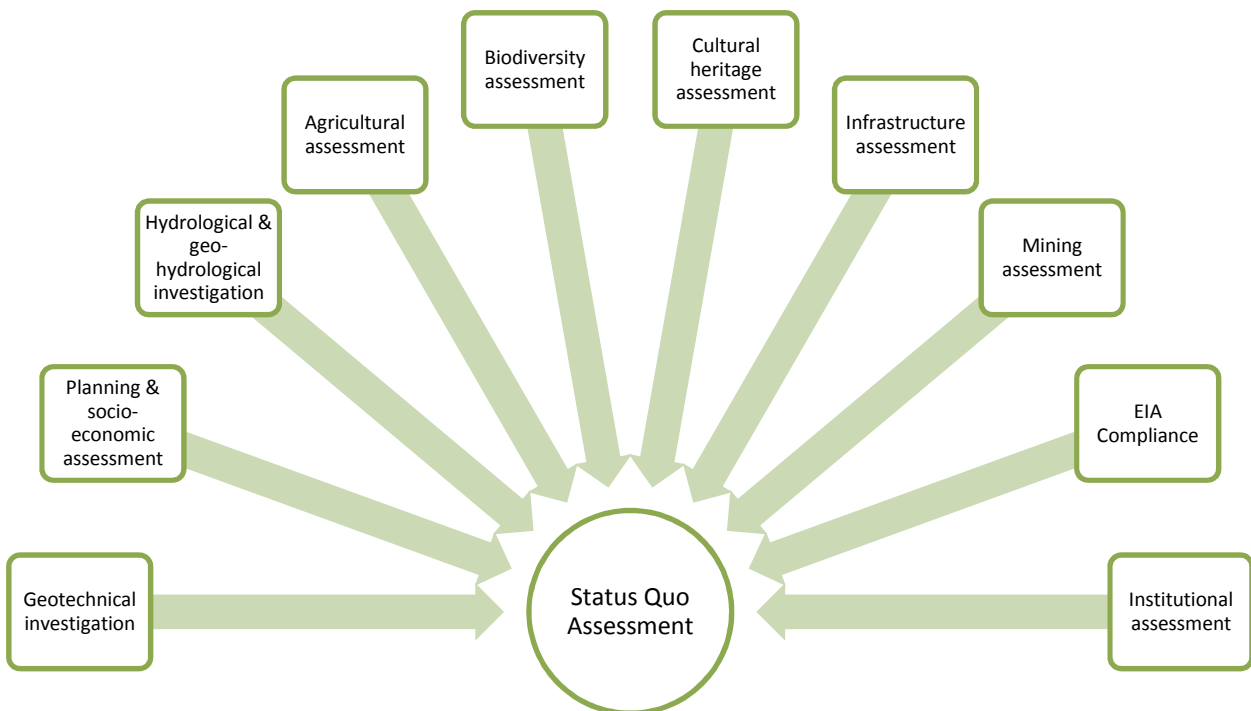 Geotechnical
investigation
Planning &
socio-
economic
assessment
Hydrological &
geo-
hydrological
investigation
Agricultural
assessment
Biodiversity
assessment
Cultural
heritage
assessment
Infrastructure
assessment
Mining
assessment
EIA
Compliance
Institutional
assessment
Status Quo
Assessment